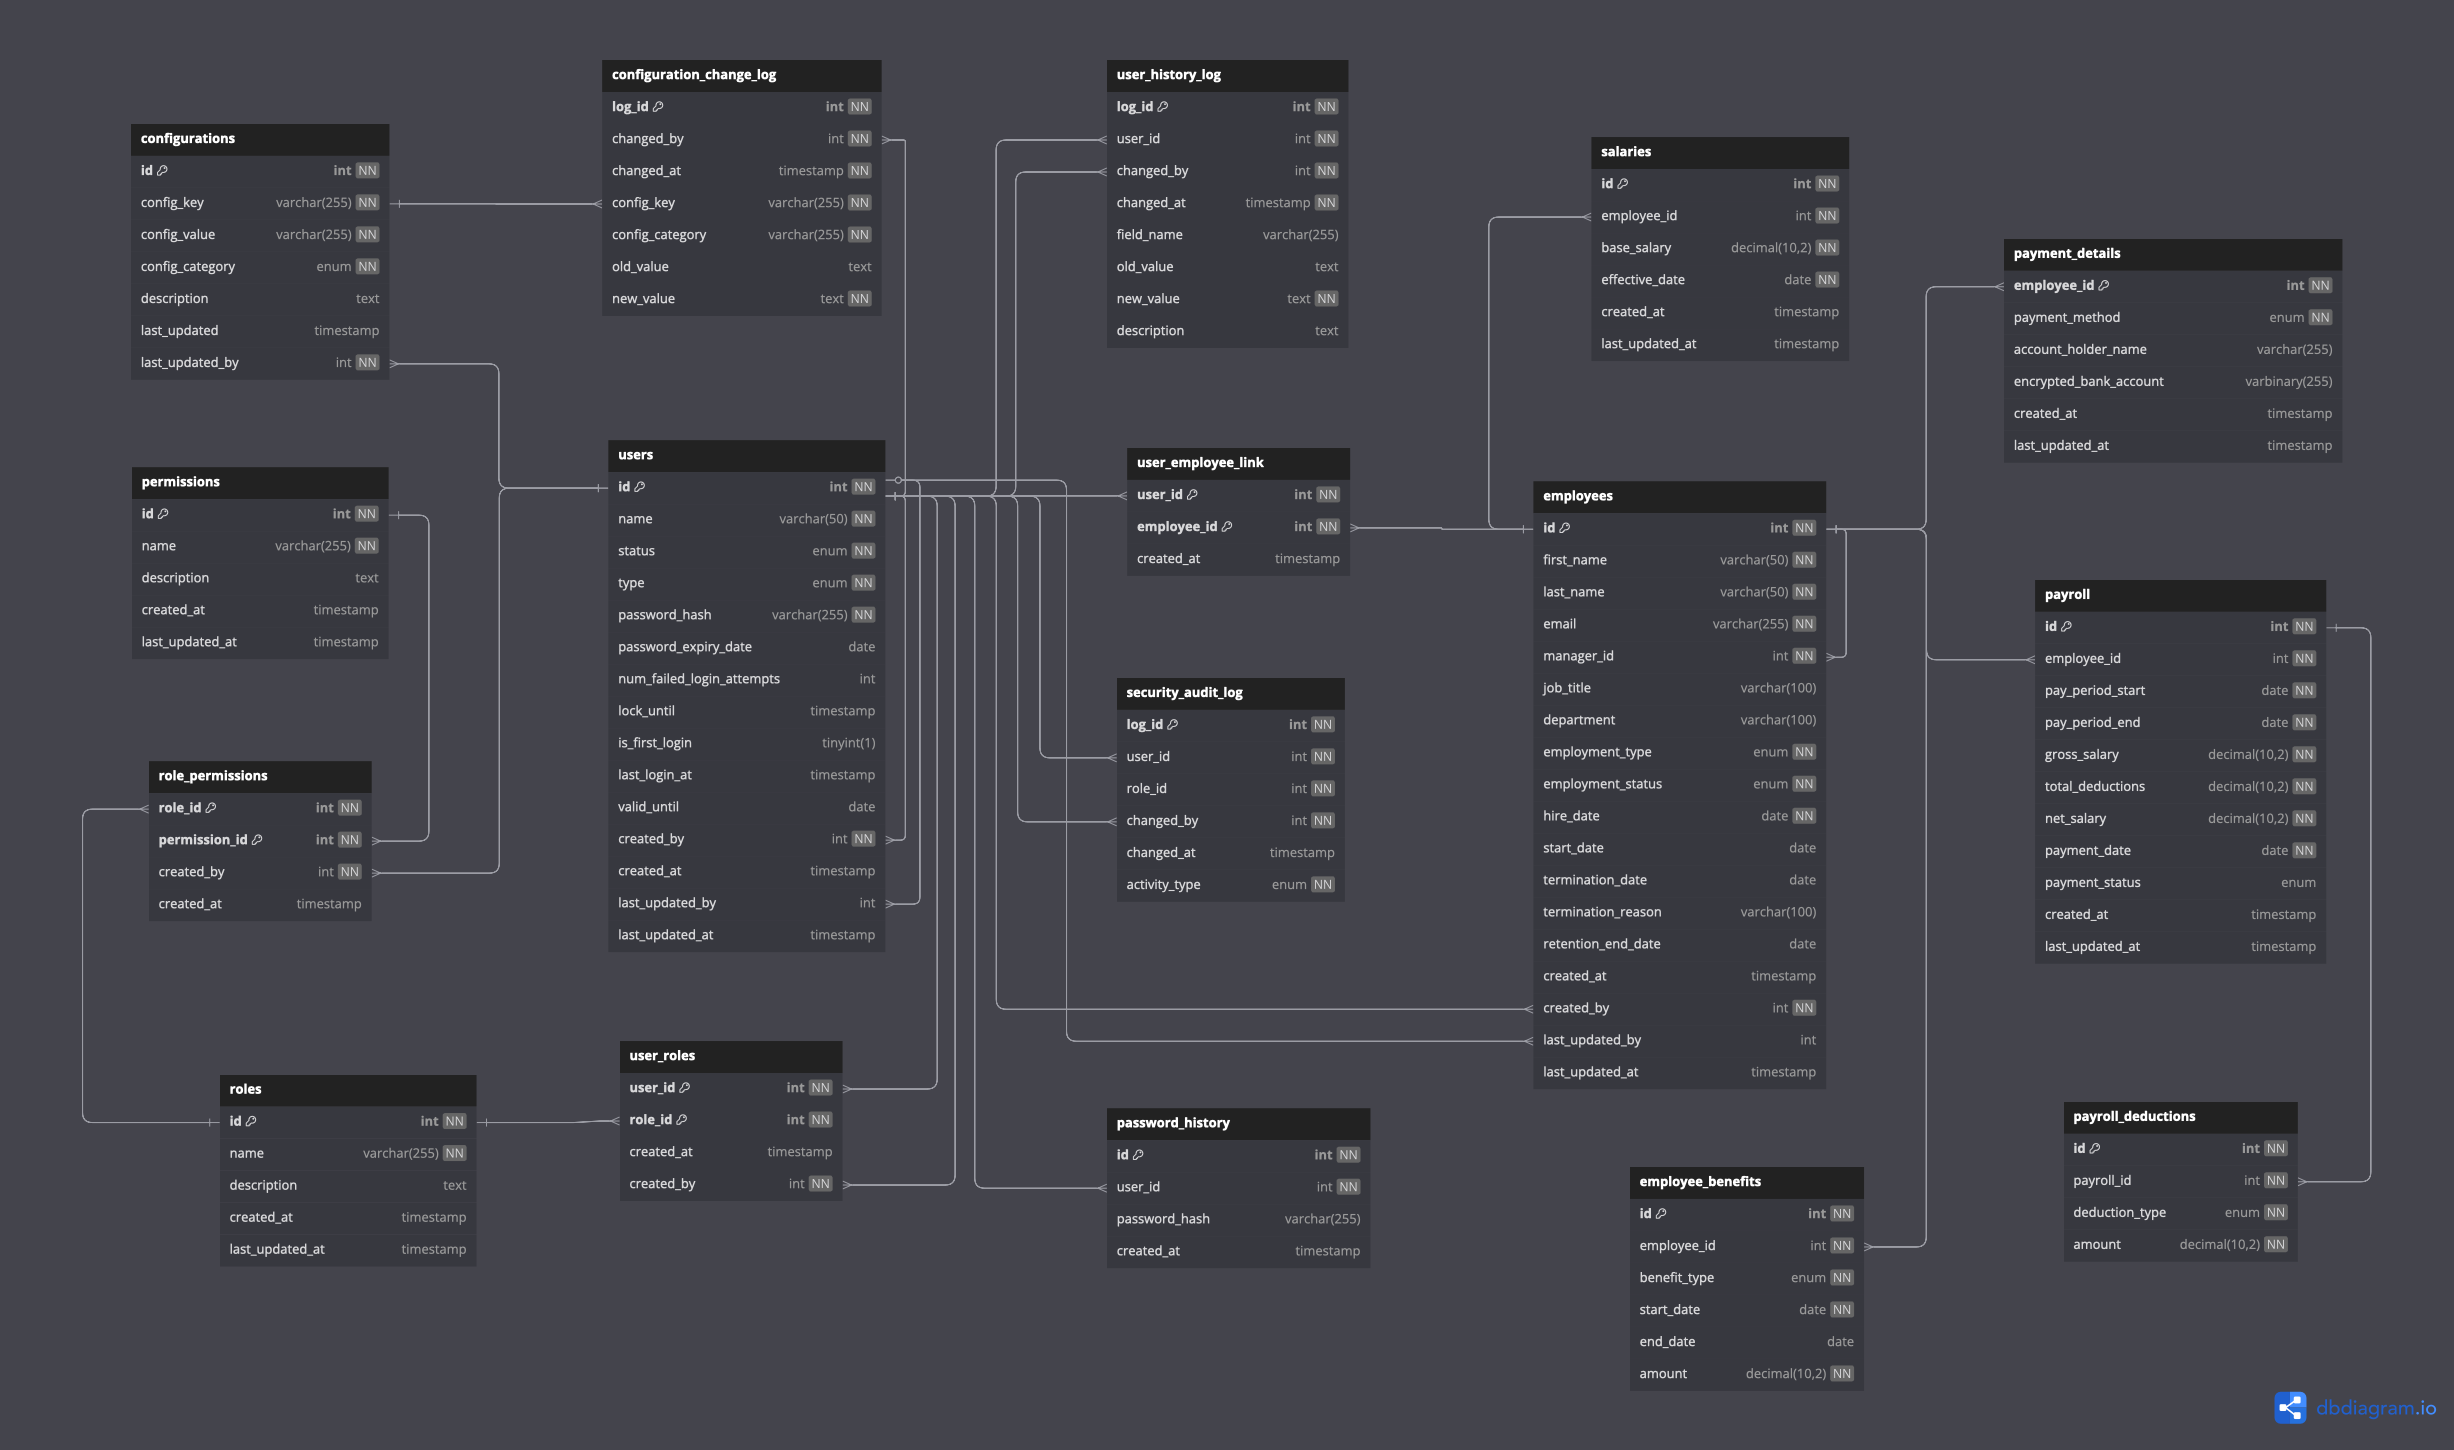 configuration_change_log
log_id int NN
changed_by int NN
changed_at timestamp NN
config_key varchar(255) NN
config_category varchar(255) NN
old_value text
new_value text NN
user_history_log
log_id int NN
user_id int NN
changed_by int NN
changed_at timestamp NN
field_name varchar(255)
old_value text
new_value text NN
description text
configurations
id int NN
config_key varchar(255) NN
config_value varchar(255) NN
config_category enum NN
description text
last_updated timestamp
last_updated_by int NN
salaries
id int NN
employee_id int NN
base_salary decimal(10,2) NN
effective_date date NN
created_at timestamp
last_updated_at timestamp
payment_details
employee_id int NN
payment_method enum NN
account_holder_name varchar(255)
encrypted_bank_account varbinary(255)
created_at timestamp
last_updated_at timestamp
permissions
id int NN
name varchar(255) NN
description text
created_at timestamp
last_updated_at timestamp
users
id int NN
name varchar(50) NN
status enum NN
type enum NN
password_hash varchar(255) NN
password_expiry_date date
num_failed_login_attempts int
lock_until timestamp
is_first_login tinyint(1)
last_login_at timestamp
valid_until date
created_by int NN
created_at timestamp
last_updated_by int
last_updated_at timestamp
user_employee_link
user_id int NN
employee_id int NN
created_at timestamp
employees
id int NN
first_name varchar(50) NN
last_name varchar(50) NN
email varchar(255) NN
manager_id int NN
job_title varchar(100)
department varchar(100)
employment_type enum NN
employment_status enum NN
hire_date date NN
start_date date
termination_date date
termination_reason varchar(100)
retention_end_date date
created_at timestamp
created_by int NN
last_updated_by int
last_updated_at timestamp
payroll
id int NN
employee_id int NN
pay_period_start date NN
pay_period_end date NN
gross_salary decimal(10,2) NN
total_deductions decimal(10,2) NN
net_salary decimal(10,2) NN
payment_date date NN
payment_status enum
created_at timestamp
last_updated_at timestamp
security_audit_log
log_id int NN
user_id int NN
role_id int NN
changed_by int NN
changed_at timestamp
activity_type enum NN
role_permissions
role_id int NN
permission_id int NN
created_by int NN
created_at timestamp
roles
id int NN
name varchar(255) NN
description text
created_at timestamp
last_updated_at timestamp
user_roles
user_id int NN
role_id int NN
created_at timestamp
created_by int NN
password_history
id int NN
user_id int NN
password_hash varchar(255)
created_at timestamp
employee_benefits
id int NN
employee_id int NN
benefit_type enum NN
start_date date NN
end_date date
amount decimal(10,2) NN
payroll_deductions
id int NN
payroll_id int NN
deduction_type enum NN
amount decimal(10,2) NN
dbdiagram.io